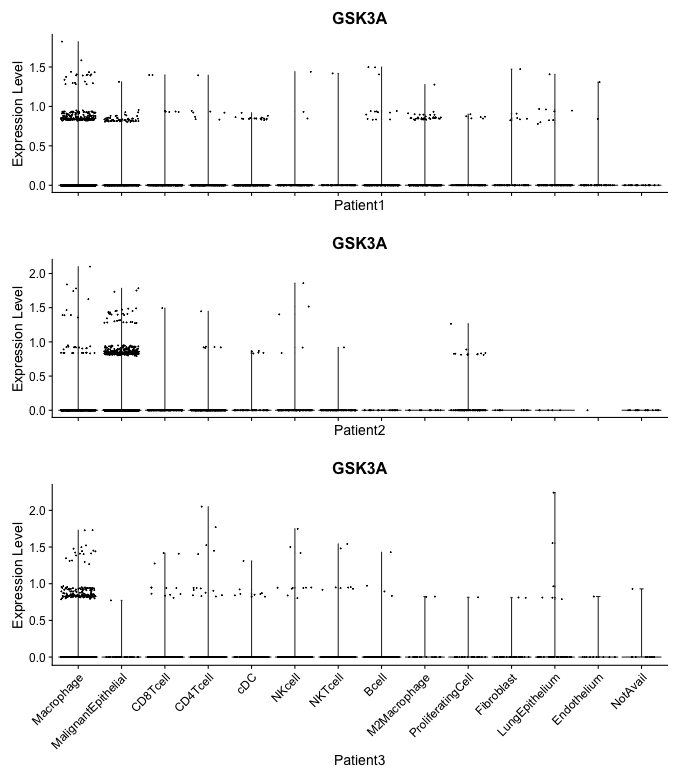 GSK3A
Expression Level
1.5
1.0
0.5
0.0
Patient1
GSK3A
Expression Level
2.0
1.5
1.0
0.5
0.0
Patient2
GSK3A
Expression Level
2.0
1.5
1.0
0.5
0.0
Macrophage MalignantEpithelial CD8Tcell CD4Tcell cDC NKcell NKTcell Bcell M2Macrophage ProliferatingCell Fibroblast LungEpithelium Endothelium NotAvail
Patient3